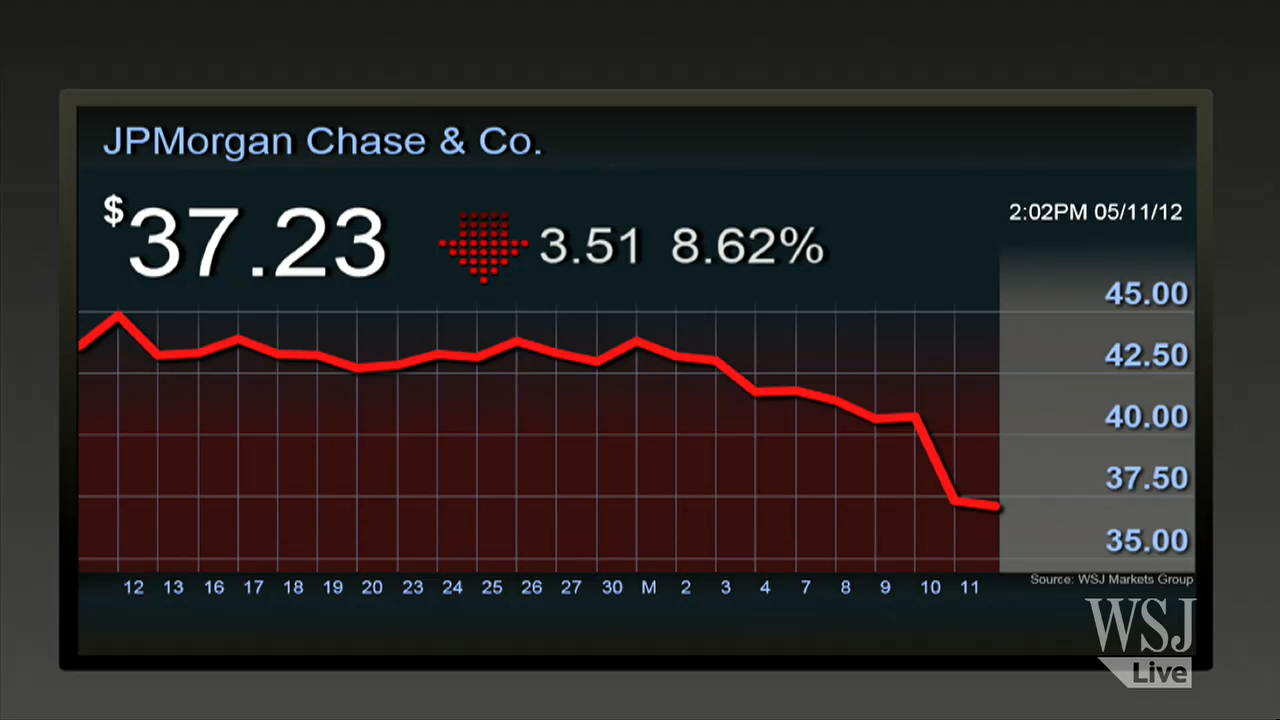 JPMorgan Chase & Co.
$37.23 3.51 8.62%
2:02PM 05/11/12
45.00
42.50
40.00
37.50
35.00
12 13 16 17 18 19 20 23 24 25 26 27 30 M 2 3 4 7 8 9 10 11
Source: WSJ Markets Group
WSJ
Live